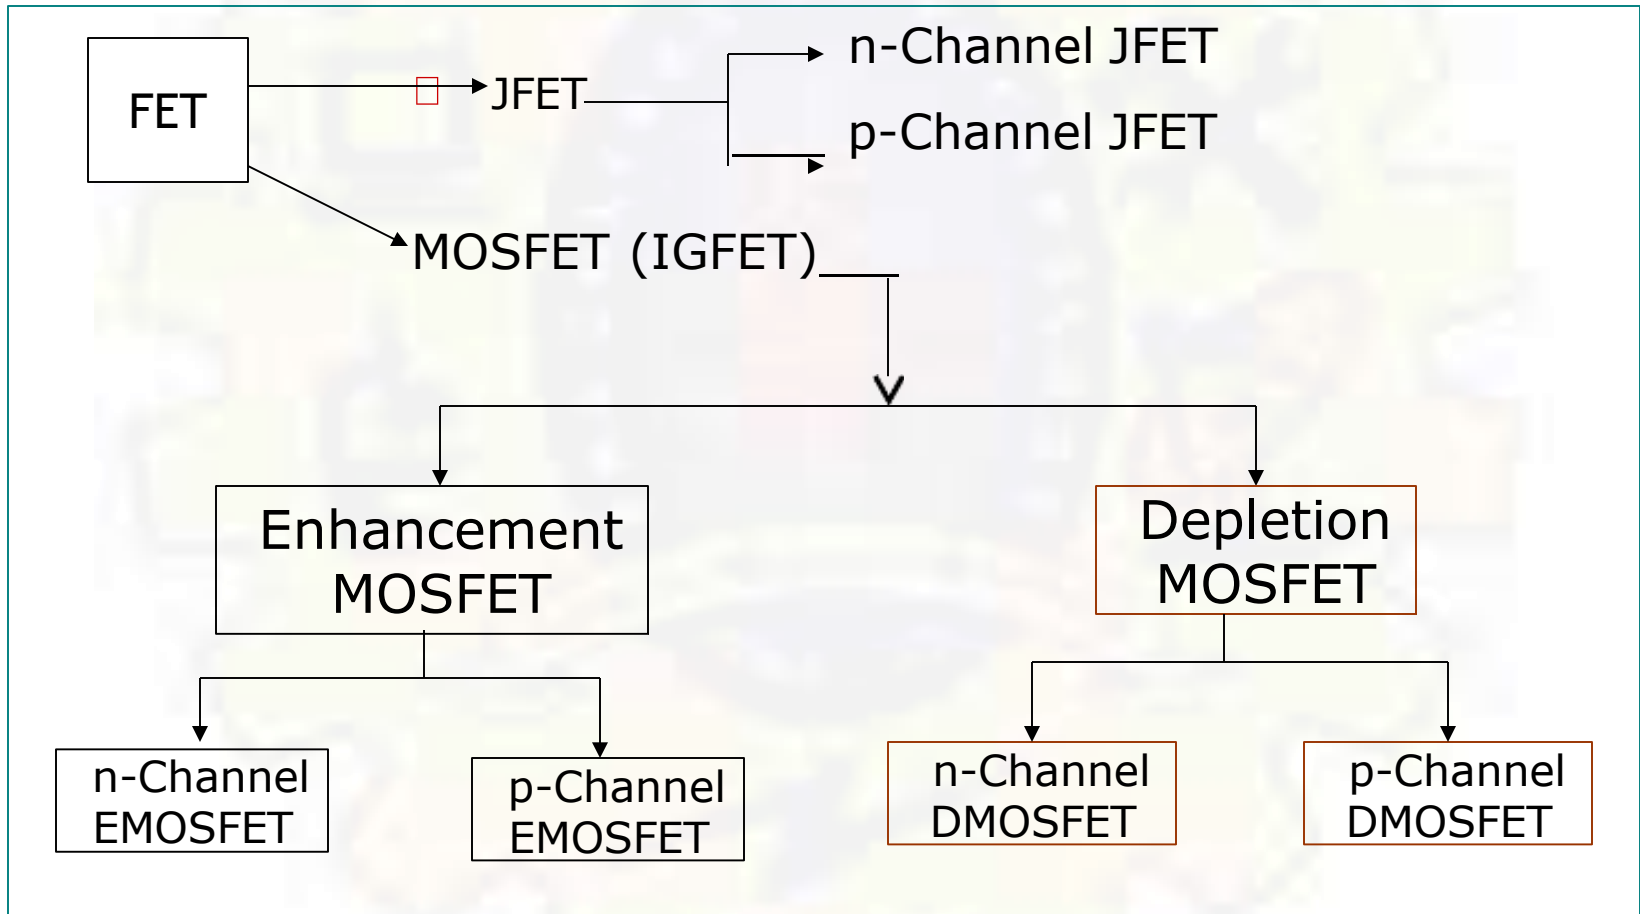 FET
JFET
n-Channel JFET
p-Channel JFET
MOSFET (IGFET)
Enhancement
MOSFET
Depletion
MOSFET
n-Channel
EMOSFET
p-Channel
EMOSFET
n-Channel
DMOSFET
p-Channel
DMOSFET